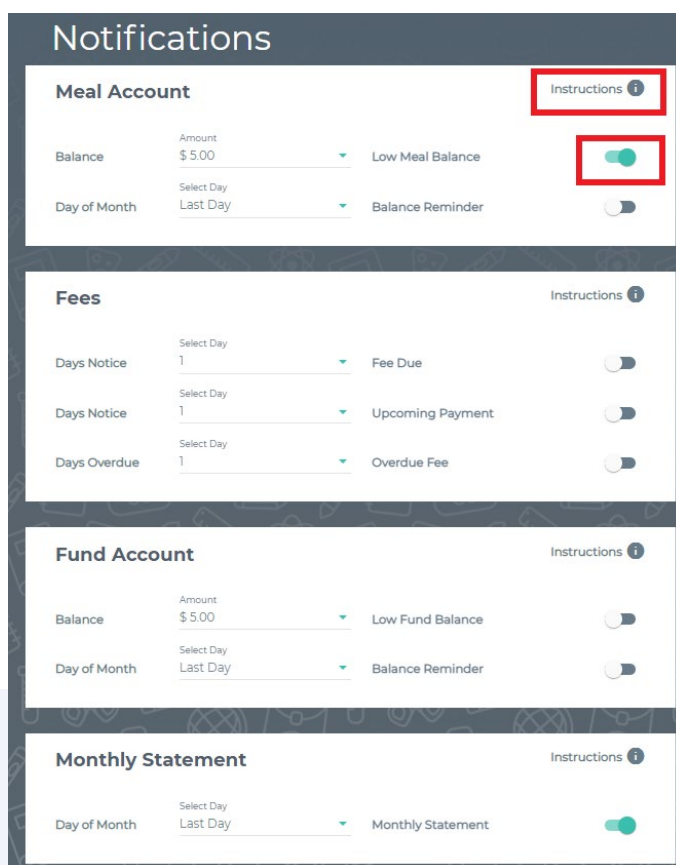 Notifications
Meal Account Instructions i
Amount
Balance $ 5.00 Low Meal Balance
Select Day
Day of Month Last Day Balance Reminder
Fees Instructions i
Select Day
Days Notice 1 Fee Due
Select Day
Days Notice 1 Upcoming Payment
Select Day
Days Overdue 1 Overdue Fee
Fund Account Instructions i
Amount
Balance $ 5.00 Low Fund Balance
Select Day
Day of Month Last Day Balance Reminder
Monthly Statement Instructions i
Select Day
Day of Month Last Day Monthly Statement